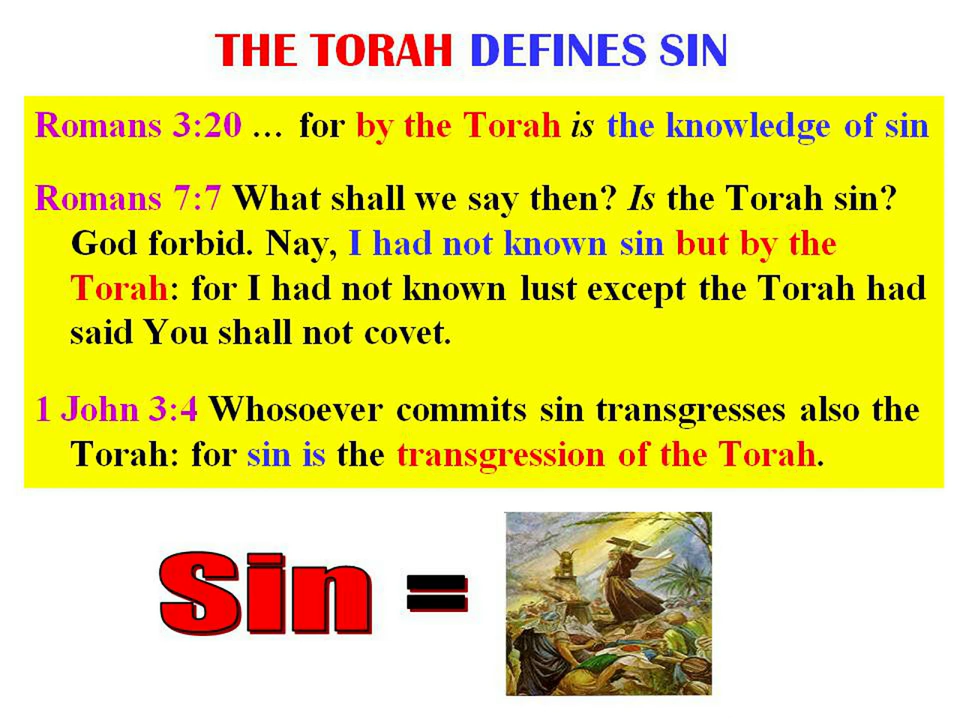 THE TORAH DEFINES SIN
Romans 3:20 … for by the Torah is the knowledge of sin
Romans 7:7 What shall we say then? Is the Torah sin?
God forbid. Nay, I had not known sin but by the
Torah: for I had not known lust except the Torah had
said You shall not covet.
1 John 3:4 Whosoever commits sin transgresses also the
Torah: for sin is the transgression of the Torah.
Sin =